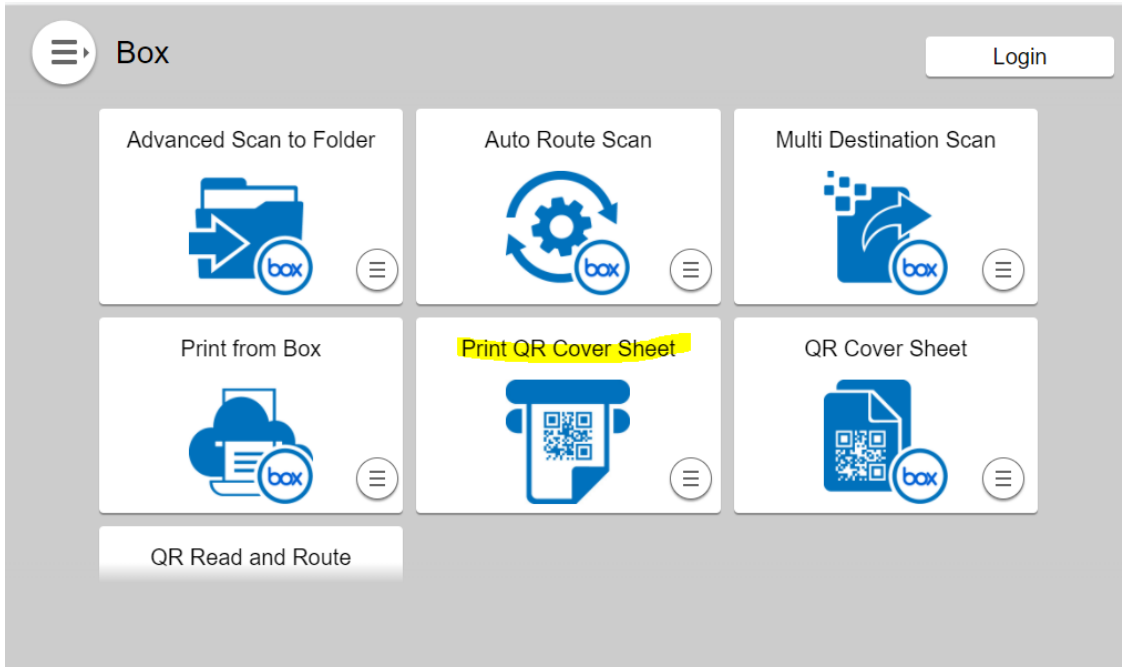 Box
Login
Advanced Scan to Folder
Auto Route Scan
Multi Destination Scan
box
box
box
Print from Box
Print QR Cover Sheet
QR Cover Sheet
box
box
QR Read and Route